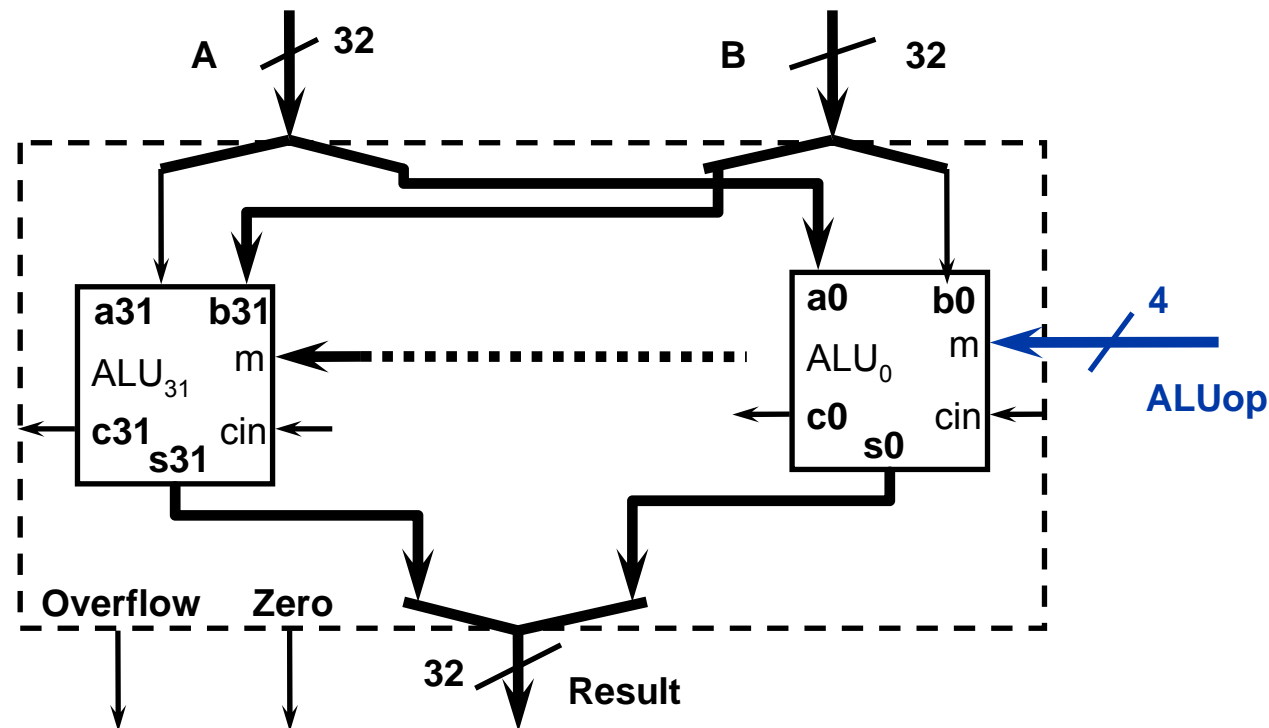 A 32 B 32
a31 b31 a0 b0 4
m m
ALU31 ALU0
ALUop
c31 cin c0 cin
s31 s0
Overflow Zero
32 Result